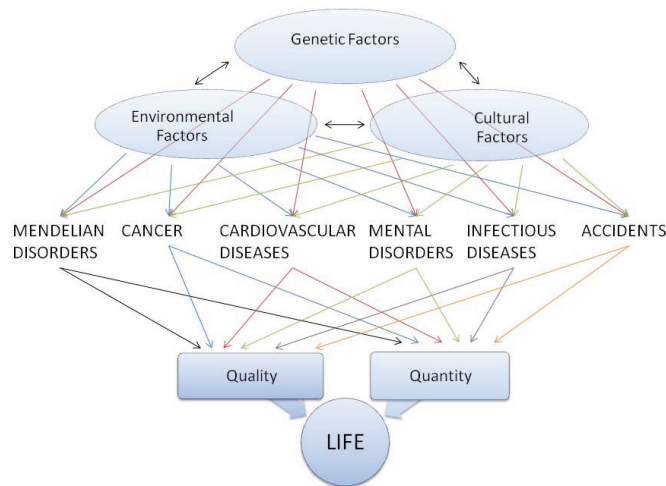 Genetic Factors
Environmental
Factors
Cultural
Factors
MENDELIAN
DISORDERS
CANCER
CARDIOVASCULAR
DISEASES
MENTAL
DISORDERS
INFECTIOUS
DISEASES
ACCIDENTS
Quality
Quantity
LIFE